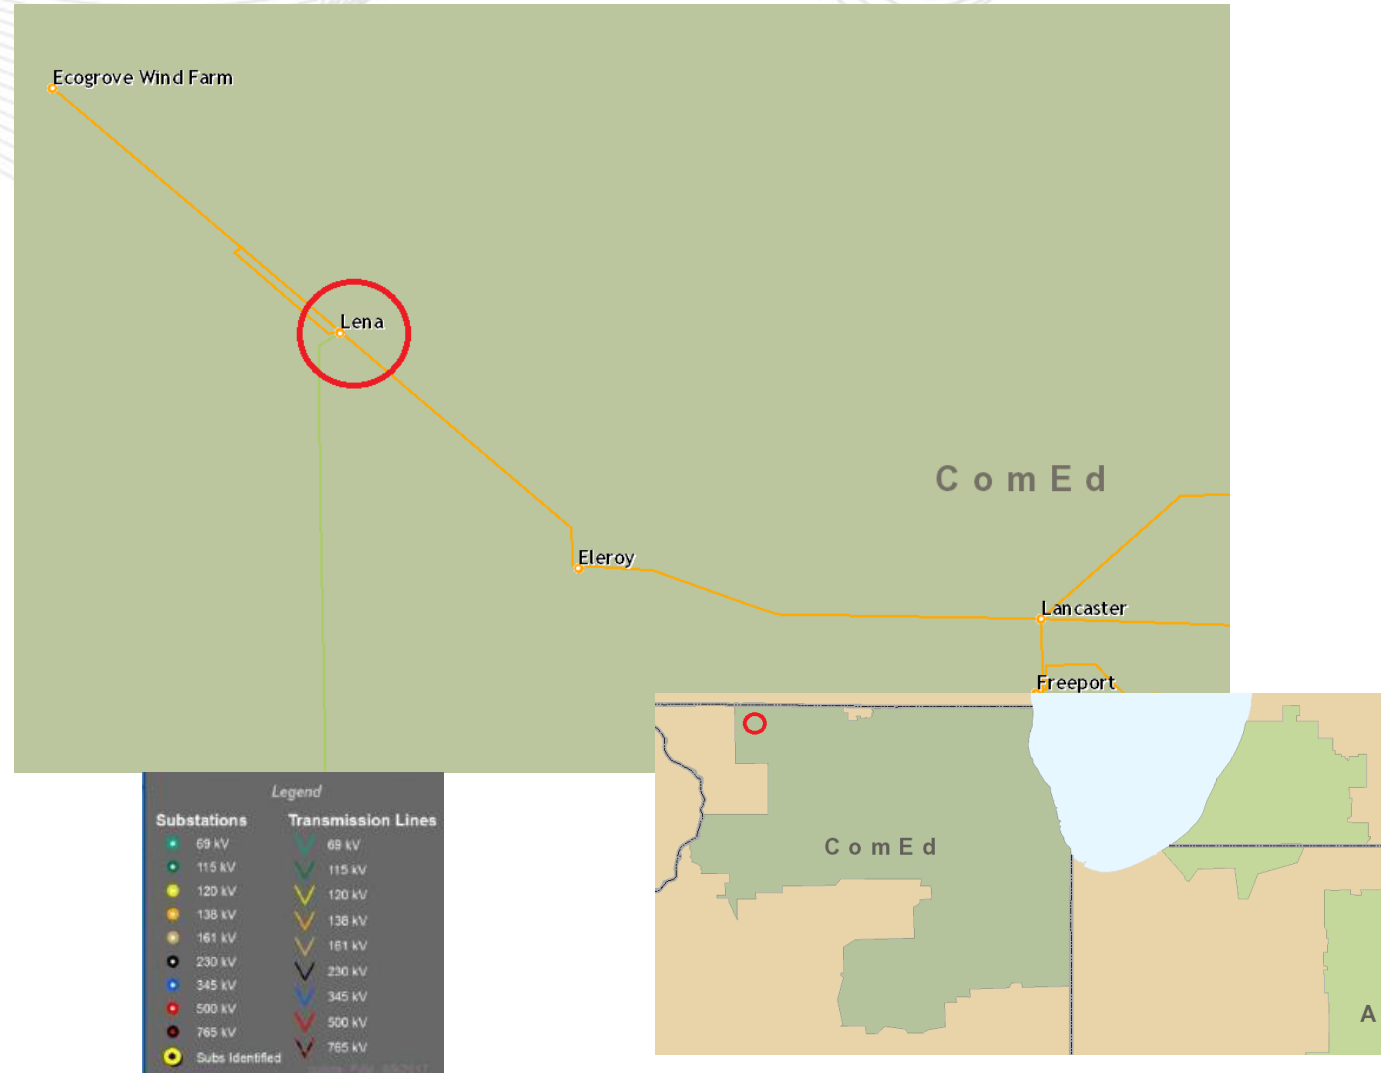 Ecogrove Wind Farm
Lena
ComEd
Eleroy
Lancaster
Freeport
Legend
Substations
69 kV
115 kV
120 kV
138 kV
161 kV
230 kV
345 kV
500 kV
765 kV
Subs Identified
Transmission Lines
69 kV
115 kV
120 kV
138 kV
161 kV
230 kV
345 kV
500 kV
765 kV
ComEd
A